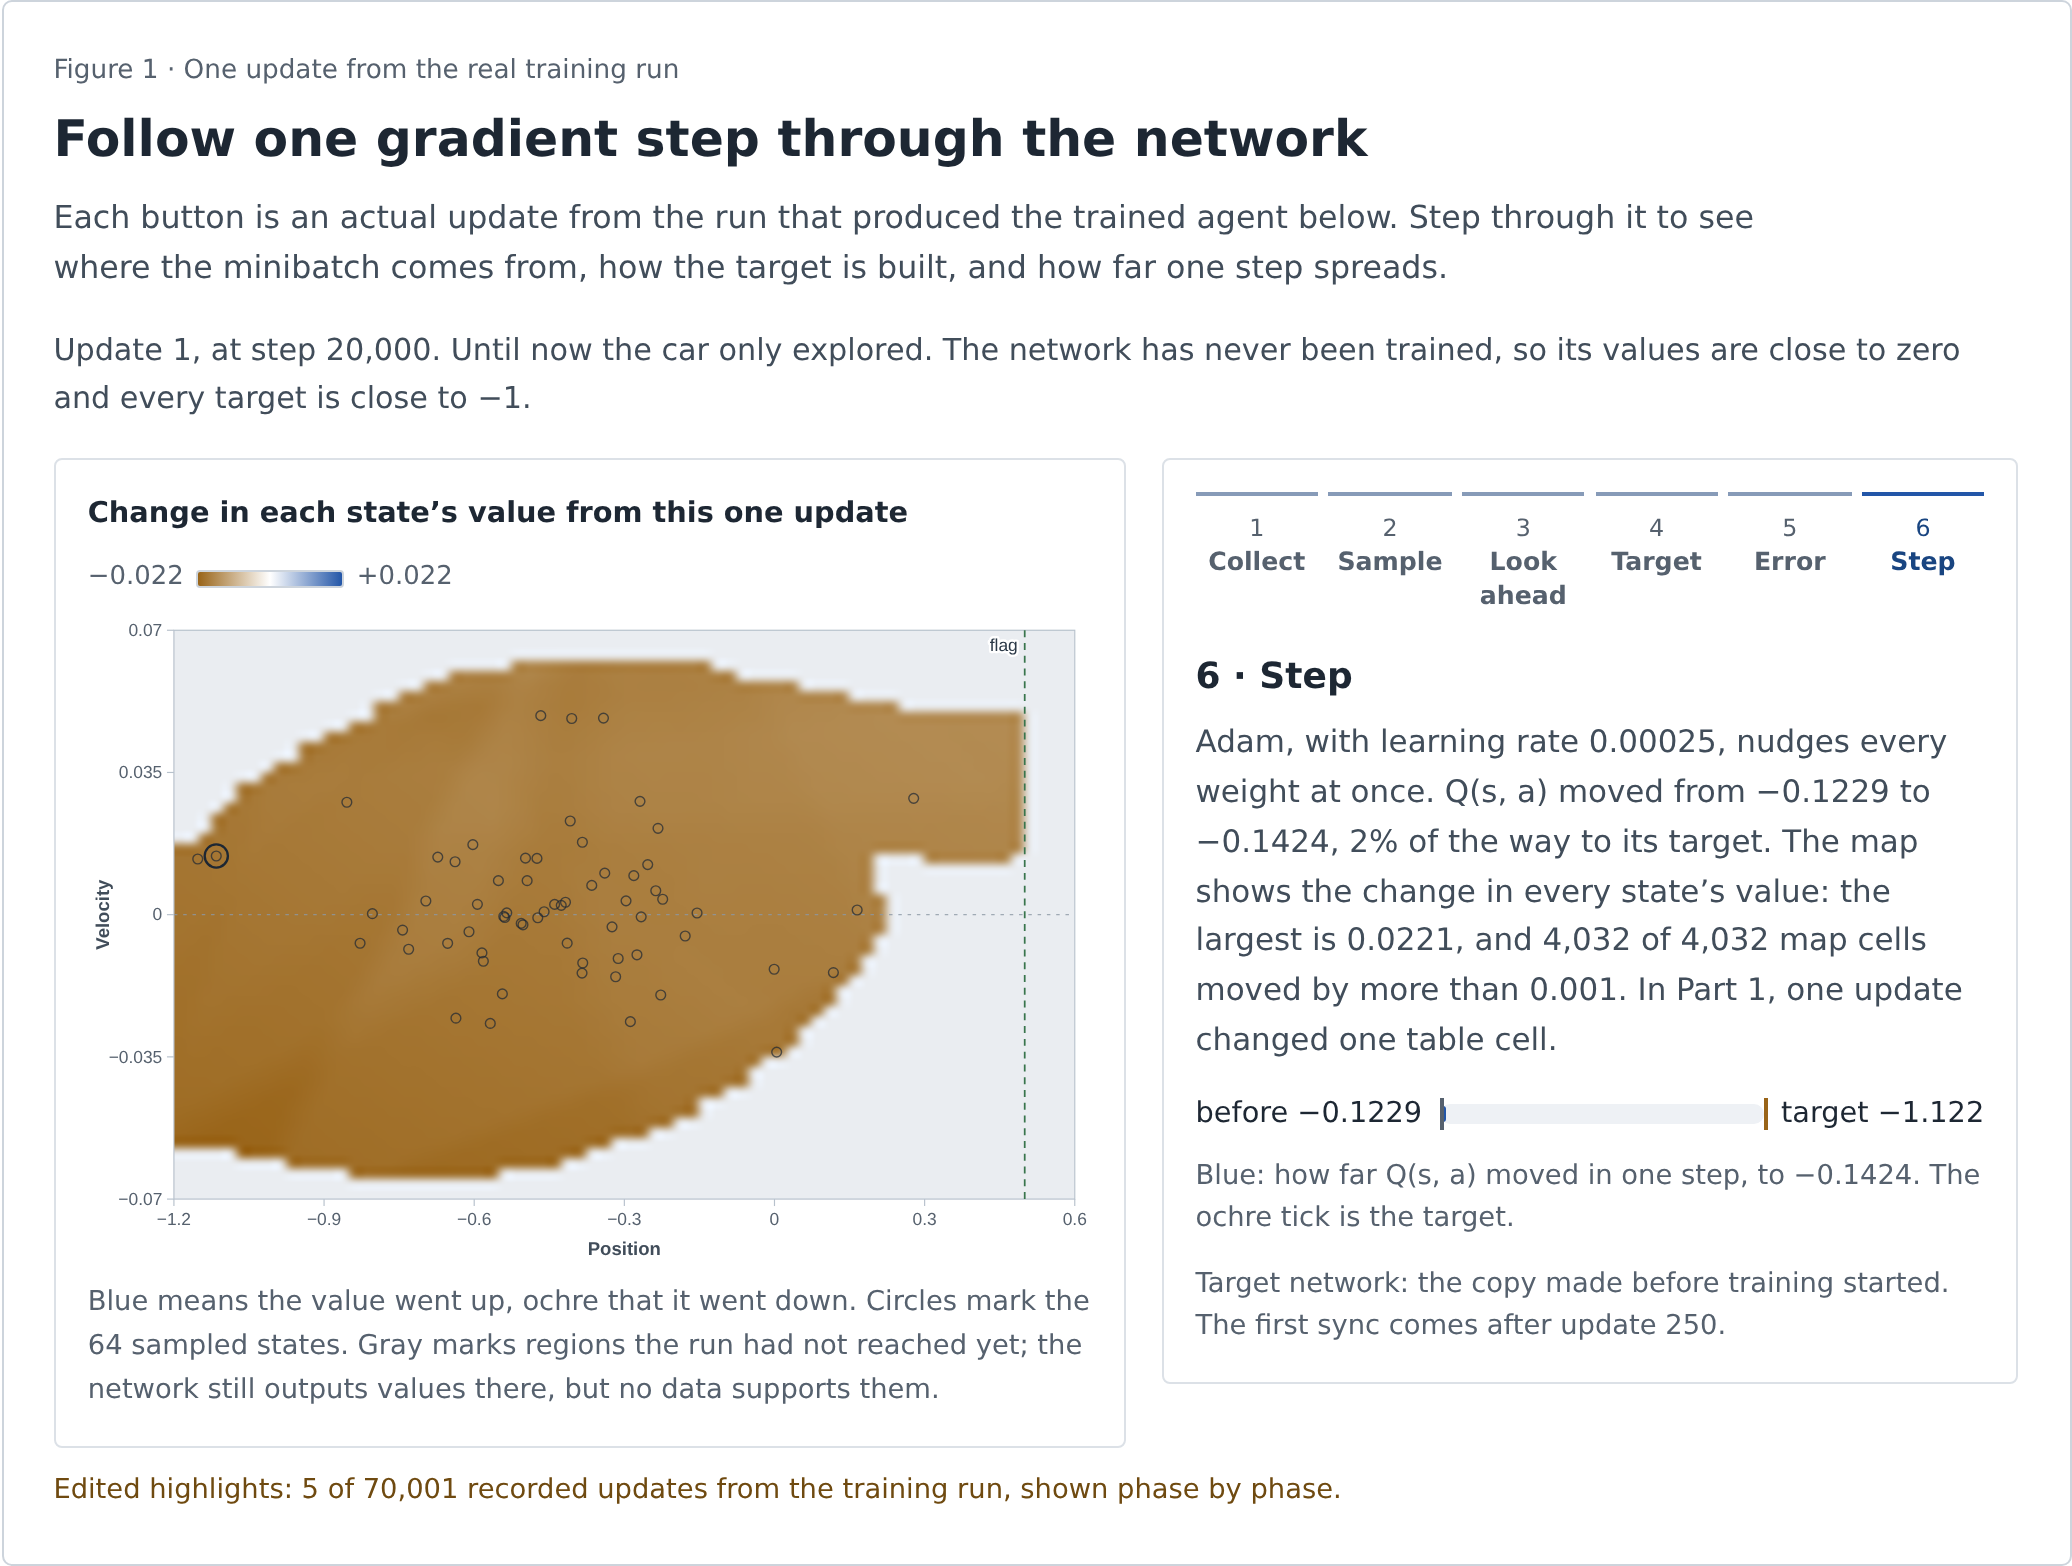 Figure 1 · One update from the real training run
Follow one gradient step through the network
Each button is an actual update from the run that produced the trained agent below. Step through it to see
where the minibatch comes from, how the target is built, and how far one step spreads.
Update 1, at step 20,000. Until now the car only explored. The network has never been trained, so its values are close to zero
and every target is close to −1.
Change in each state’s value from this one update
−0.022 +0.022
0.07
0.035
0
−0.035
−0.07
Velocity
flag
−1.2 −0.9 −0.6 −0.3 0 0.3 0.6
Position
Blue means the value went up, ochre that it went down. Circles mark the
64 sampled states. Gray marks regions the run had not reached yet; the
network still outputs values there, but no data supports them.
1 2 3 4 5 6
Collect Sample Look Target Error Step
ahead
6 · Step
Adam, with learning rate 0.00025, nudges every
weight at once. Q(s, a) moved from −0.1229 to
−0.1424, 2% of the way to its target. The map
shows the change in every state’s value: the
largest is 0.0221, and 4,032 of 4,032 map cells
moved by more than 0.001. In Part 1, one update
changed one table cell.
before −0.1229 target −1.122
Blue: how far Q(s, a) moved in one step, to −0.1424. The
ochre tick is the target.
Target network: the copy made before training started.
The first sync comes after update 250.
Edited highlights: 5 of 70,001 recorded updates from the training run, shown phase by phase.